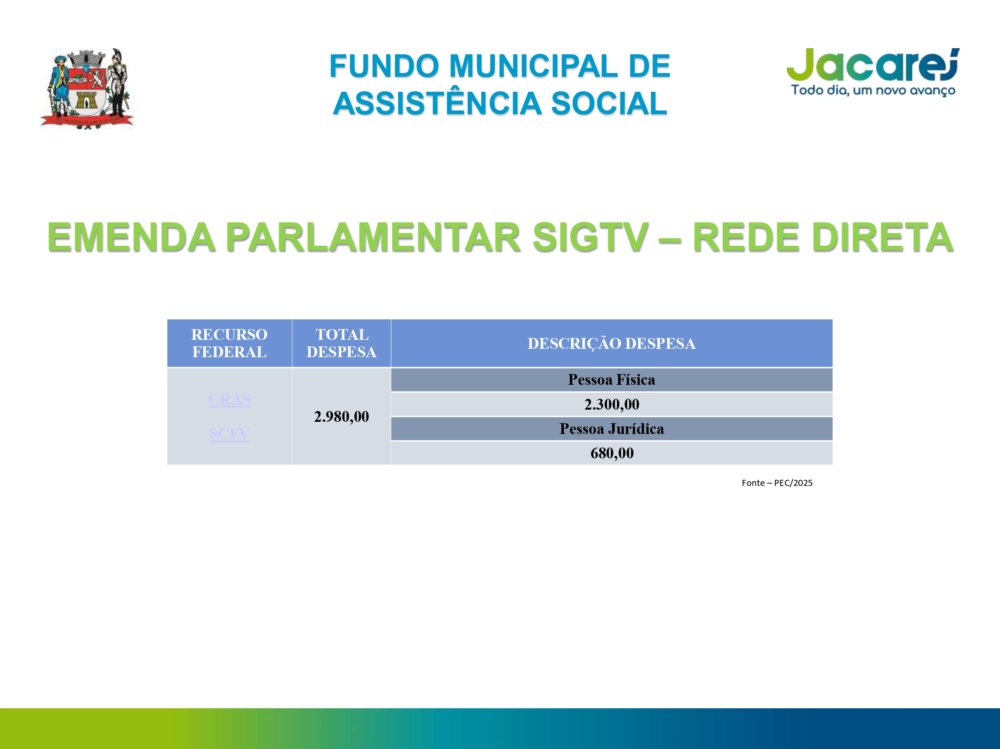 FUNDO MUNICIPAL DE
ASSISTÊNCIA SOCIAL
Jacareí
Todo dia, um novo avanço
EMENDA PARLAMENTAR SIGTV – REDE DIRETA
RECURSO
FEDERAL
TOTAL
DESPESA
DESCRIÇÃO DESPESA
CRAS
SCFV
2.980,00
Pessoa Física
2.300,00
Pessoa Jurídica
680,00
Fonte – PEC/2025